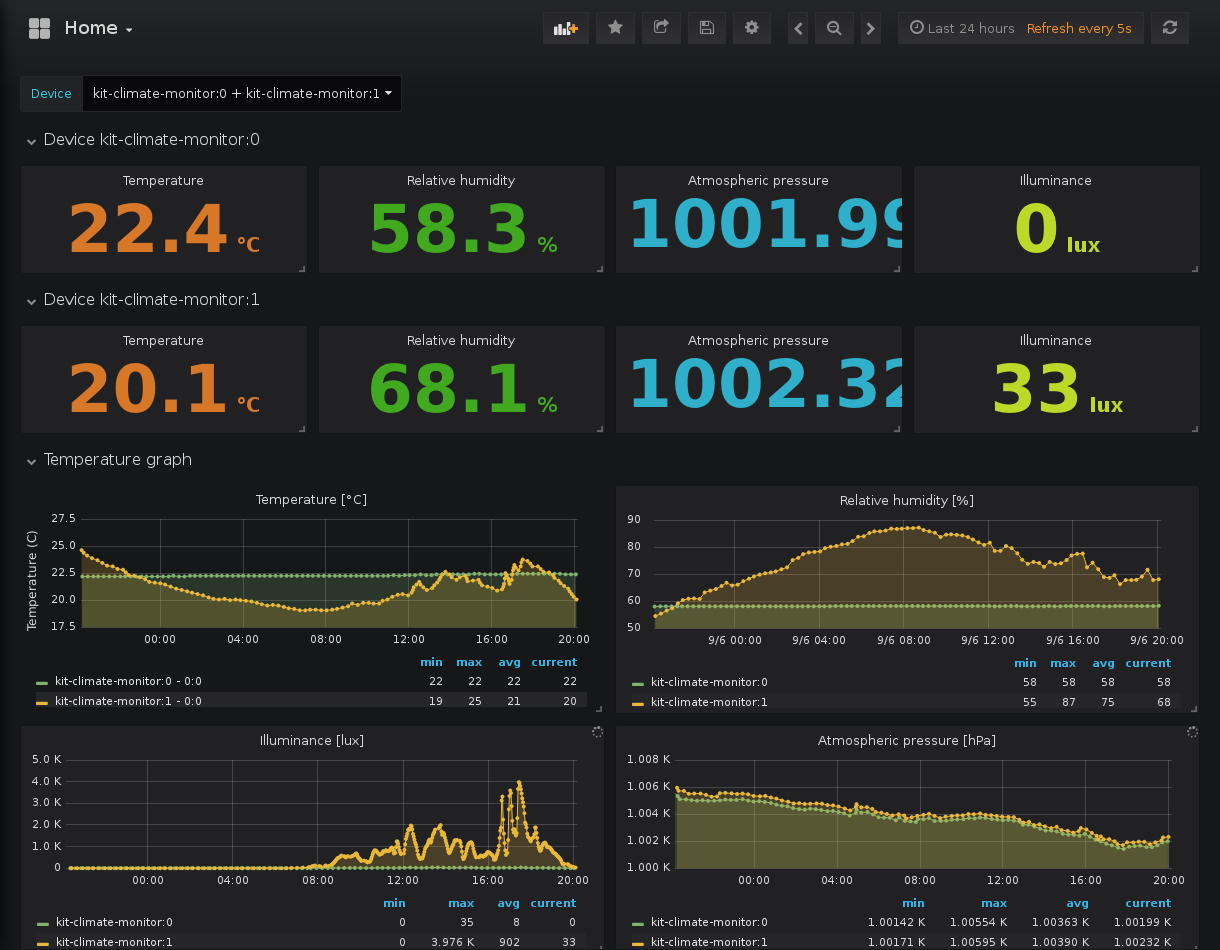 Home
Last 24 hours Refresh every 5s
Device kit-climate-monitor:0 + kit-climate-monitor:1
Device kit-climate-monitor:0
Temperature Relative humidity Atmospheric pressure Illuminance
22.4 °C 58.3 % 1001.99 0 lux
Device kit-climate-monitor:1
Temperature Relative humidity Atmospheric pressure Illuminance
20.1 °C 68.1 % 1002.32 33 lux
Temperature graph
Temperature [°C]
Temperature (C)
27.5
25.0
22.5
20.0
17.5
00:00 04:00 08:00 12:00 16:00 20:00
min max avg current
kit-climate-monitor:0 - 0:0 22 22 22 22
kit-climate-monitor:1 - 0:0 19 25 21 20
Relative humidity [%]
90
80
70
60
50
9/6 00:00 9/6 04:00 9/6 08:00 9/6 12:00 9/6 16:00 9/6 20:00
min max avg current
kit-climate-monitor:0 58 58 58 58
kit-climate-monitor:1 55 87 75 68
Illuminance [lux]
5.0 K
4.0 K
3.0 K
2.0 K
1.0 K
0
00:00 04:00 08:00 12:00 16:00 20:00
min max avg current
kit-climate-monitor:0 0 35 8 0
kit-climate-monitor:1 0 3.976 K 902 33
Atmospheric pressure [hPa]
1.008 K
1.006 K
1.004 K
1.002 K
1.000 K
00:00 04:00 08:00 12:00 16:00 20:00
min max avg current
kit-climate-monitor:0 1.00142 K 1.00554 K 1.00363 K 1.00199 K
kit-climate-monitor:1 1.00171 K 1.00595 K 1.00390 K 1.00232 K